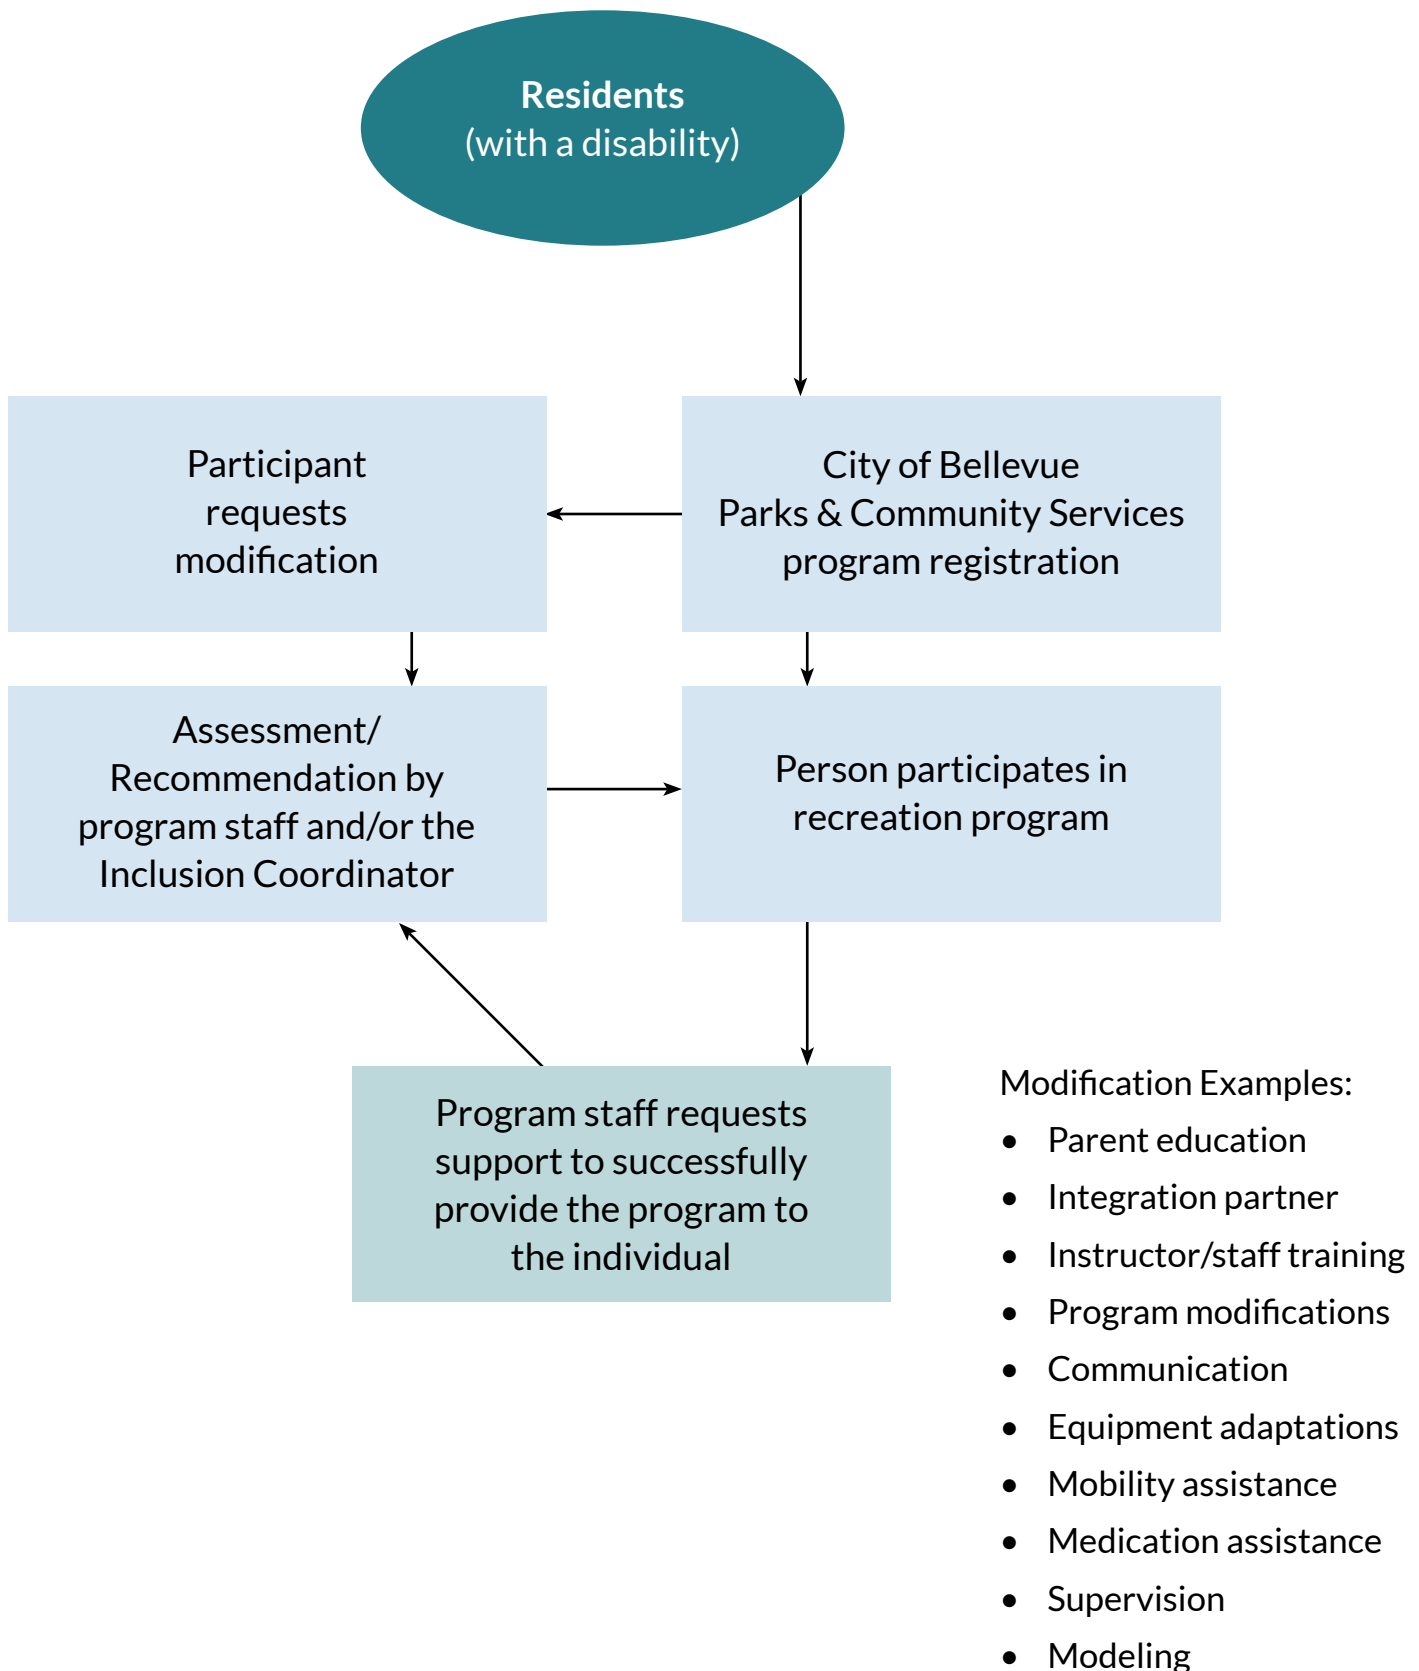 Residents
(with a disability)
Participant
requests
modification
City of Bellevue
Parks & Community Services
program registration
Assessment/
Recommendation by
program staff and/or the
Inclusion Coordinator
Person participates in
recreation program
Program staff requests
support to successfully
provide the program to
the individual
Modification Examples:
• Parent education
• Integration partner
• Instructor/staff training
• Program modifications
• Communication
• Equipment adaptations
• Mobility assistance
• Medication assistance
• Supervision
• Modeling